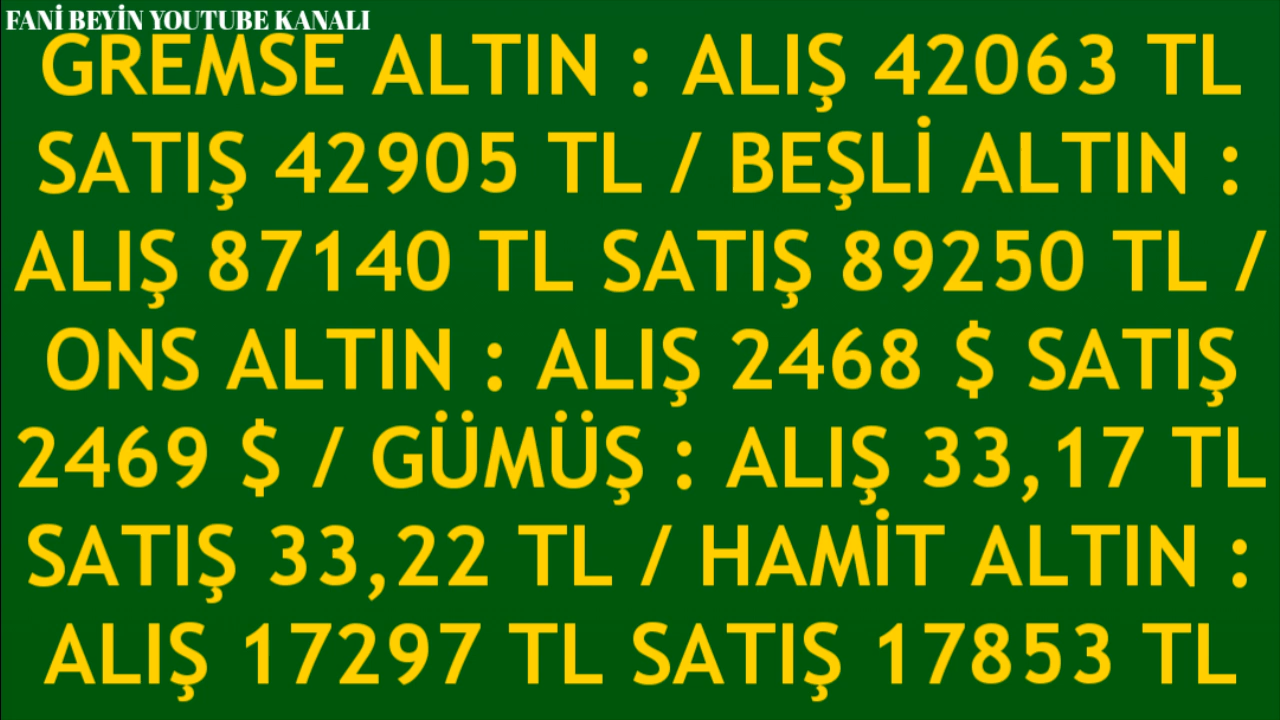 FANİ BEYİN YOUTUBE KANALI
GREMSE ALTIN : ALIŞ 42063 TL
SATIŞ 42905 TL / BEŞLİ ALTIN :
ALIŞ 87140 TL SATIŞ 89250 TL /
ONS ALTIN : ALIŞ 2468 $ SATIŞ
2469 $ / GÜMÜŞ : ALIŞ 33,17 TL
SATIŞ 33,22 TL / HAMİT ALTIN :
ALIŞ 17297 TL SATIŞ 17853 TL